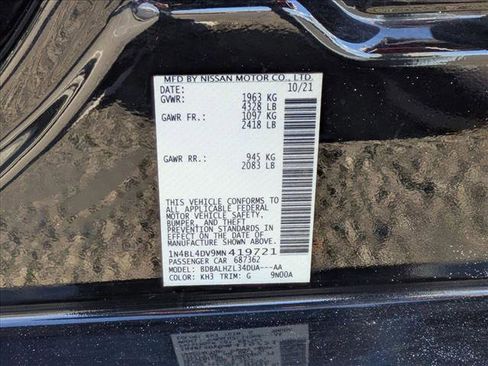 MFD BY NISSAN MOTOR CO., LTD.
DATE: 10/21
GVWR: 1963 KG
4328 LB
GAWR FR.: 1097 KG
2418 LB
GAWR RR.: 945 KG
2083 LB
THIS VEHICLE CONFORMS TO
ALL APPLICABLE FEDERAL
MOTOR VEHICLE SAFETY,
BUMPER, AND THEFT
PREVENTION STANDARDS
IN EFFECT ON THE DATE OF
MANUFACTURE SHOWN ABOVE.
1N4BL4DV9MN419721
PASSENGER CAR 687362
MODEL: BDBALHZL34DUA---AA
COLOR: KH3 TRIM: G 9N00A